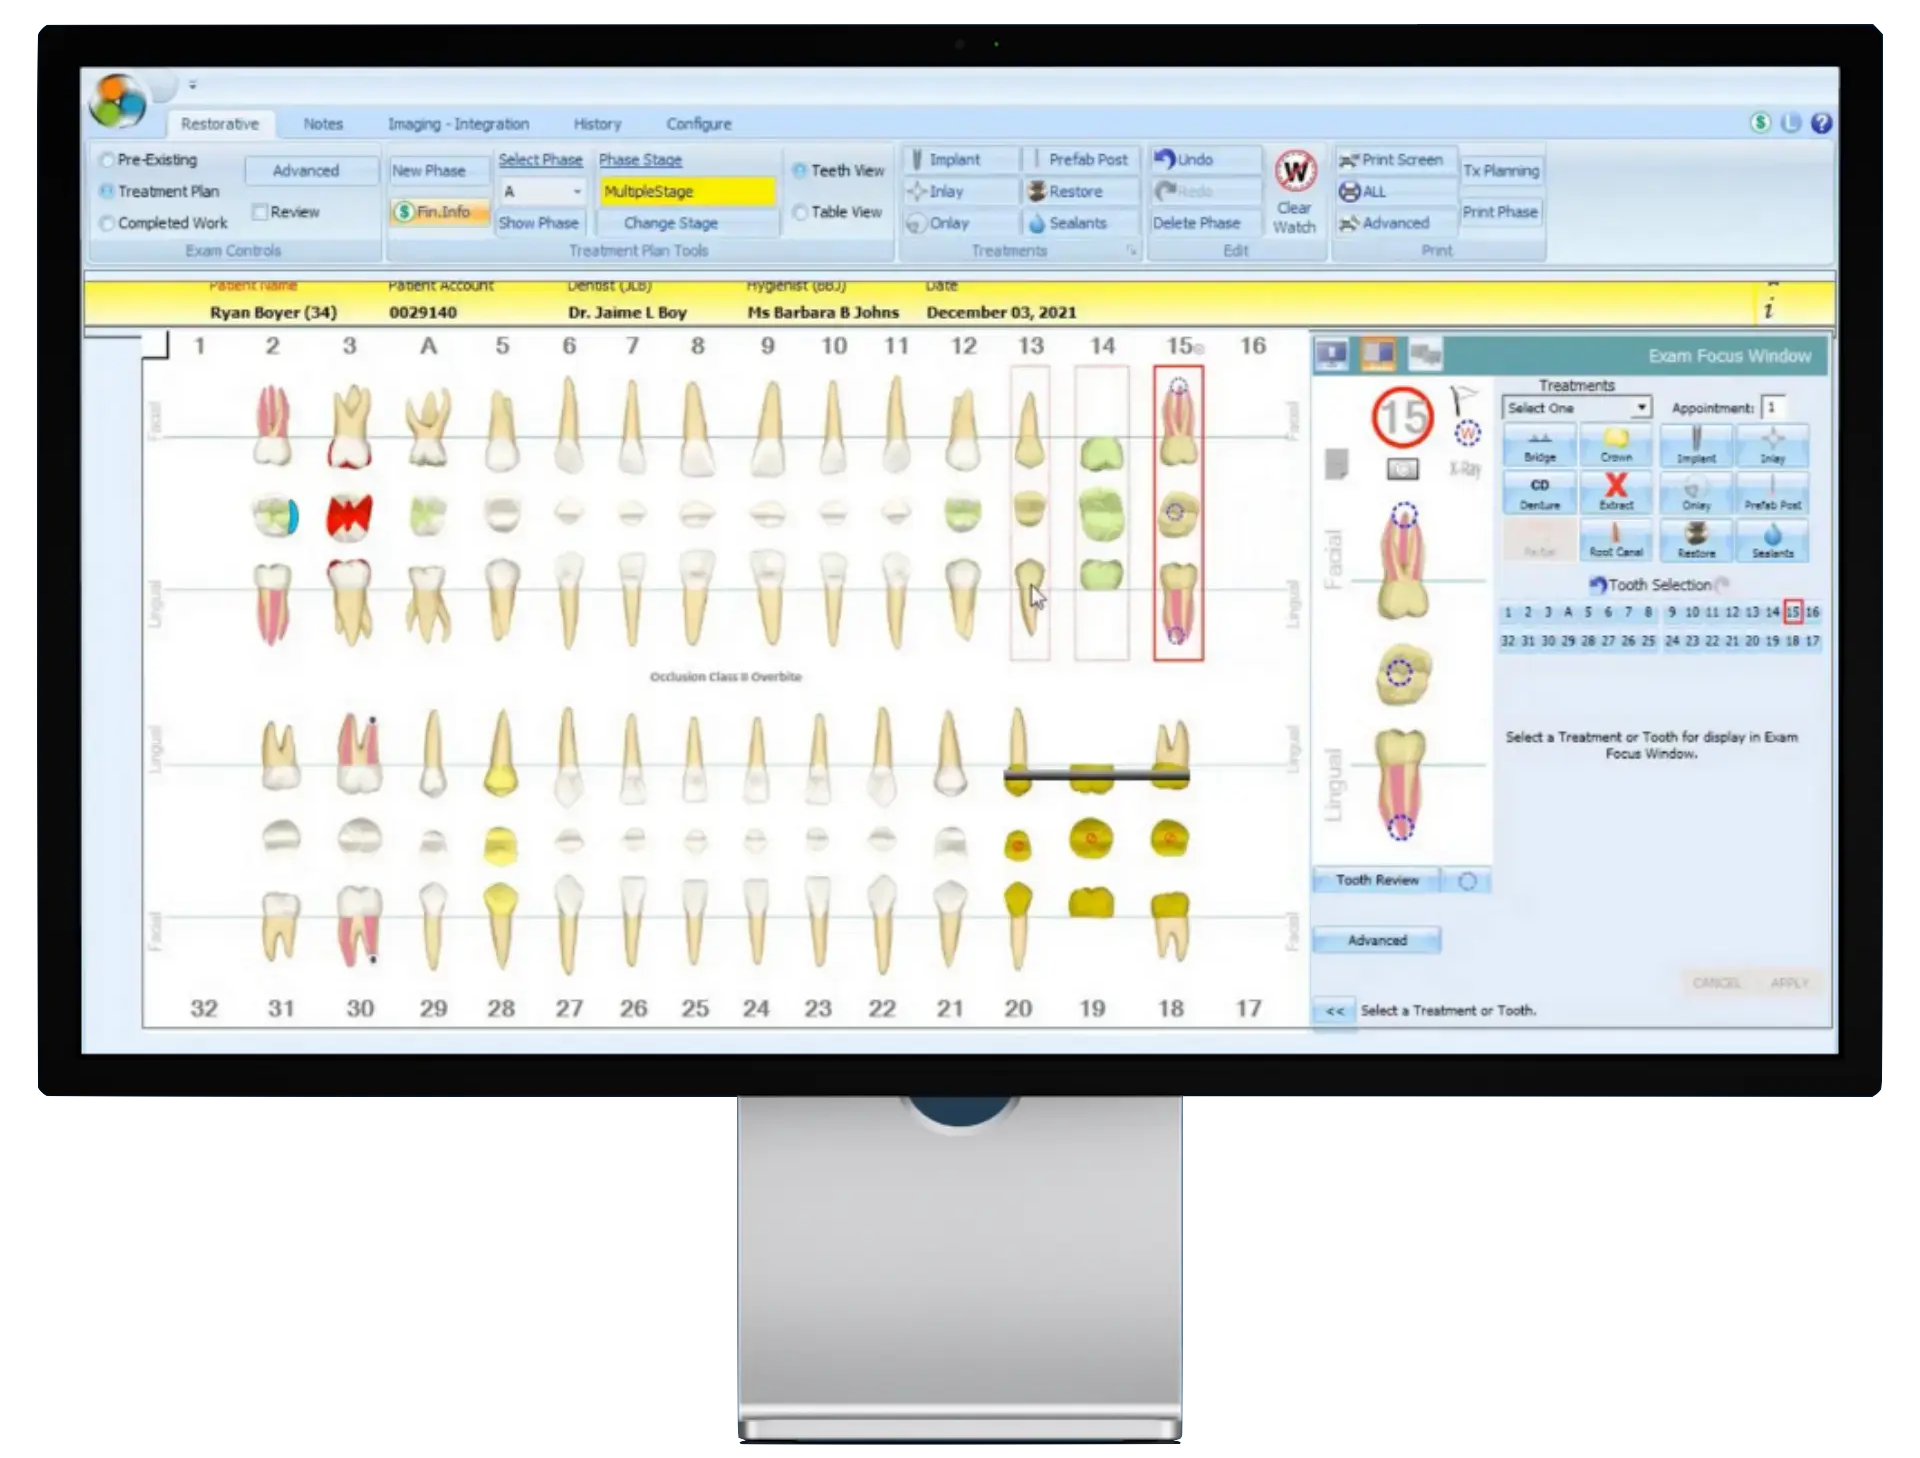 Restorative Notes Imaging - Integration History Configure
Pre-Existing
Treatment Plan
Completed Work
Advanced
Review
Exam Controls
New Phase
Fin.Info
Select Phase
A
Show Phase
Phase Stage
MultipleStage
Change Stage
Treatment Plan Tools
Teeth View
Table View
Implant Prefab Post
Inlay Restore
Onlay Sealants
Treatments
Undo
Redo
Delete Phase
W
Clear
Watch
Edit
Print Screen
ALL
Advanced
Tx Planning
Print Phase
Print
Patient Name Patient Account Dentist (JLB) Hygienist (BBJ) Date
Ryan Boyer (34) 0029140 Dr. Jaime L Boy Ms Barbara B Johns December 03, 2021
1 2 3 A 5 6 7 8 9 10 11 12 13 14 15 16
Facial Facial
Lingual Lingual
Occlusion Class II Overbite
Lingual Lingual
Facial Facial
32 31 30 29 28 27 26 25 24 23 22 21 20 19 18 17
Exam Focus Window
15
W
X-Ray
Facial
Lingual
Tooth Review
Advanced
Treatments
Select One
Appointment: 1
Bridge Crown Implant Inlay
CD
Denture Extract Onlay Prefab Post
Root Canal Restore Sealants
Tooth Selection
1 2 3 A 5 6 7 8 9 10 11 12 13 14 15 16
32 31 30 29 28 27 26 25 24 23 22 21 20 19 18 17
Select a Treatment or Tooth for display in Exam
Focus Window.
CANCEL APPLY
<< Select a Treatment or Tooth.